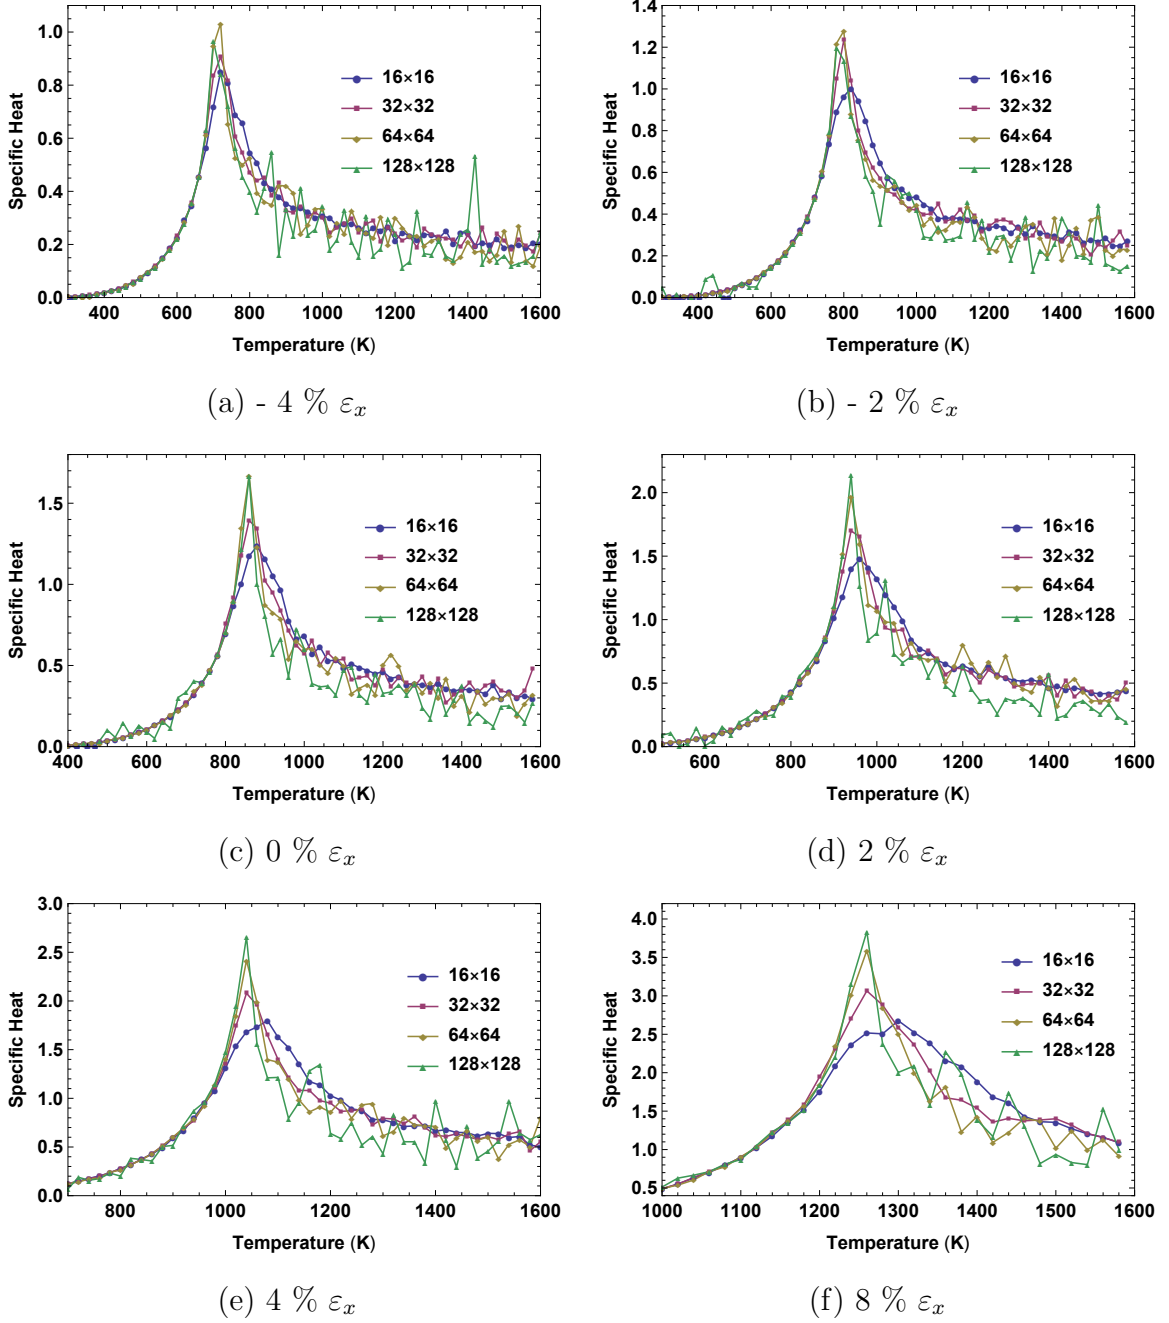 1.0
0.8
0.6
0.4
0.2
0.0
Specific Heat
16×16
32×32
64×64
128×128
400 600 800 1000 1200 1400 1600
Temperature (K)
(a) - 4 % εx
1.4
1.2
1.0
0.8
0.6
0.4
0.2
0.0
Specific Heat
16×16
32×32
64×64
128×128
400 600 800 1000 1200 1400 1600
Temperature (K)
(b) - 2 % εx
1.5
1.0
0.5
0.0
Specific Heat
16×16
32×32
64×64
128×128
400 600 800 1000 1200 1400 1600
Temperature (K)
(c) 0 % εx
2.0
1.5
1.0
0.5
0.0
Specific Heat
16×16
32×32
64×64
128×128
600 800 1000 1200 1400 1600
Temperature (K)
(d) 2 % εx
3.0
2.5
2.0
1.5
1.0
0.5
0.0
Specific Heat
16×16
32×32
64×64
128×128
800 1000 1200 1400 1600
Temperature (K)
(e) 4 % εx
4.0
3.5
3.0
2.5
2.0
1.5
1.0
0.5
Specific Heat
16×16
32×32
64×64
128×128
1000 1100 1200 1300 1400 1500 1600
Temperature (K)
(f) 8 % εx